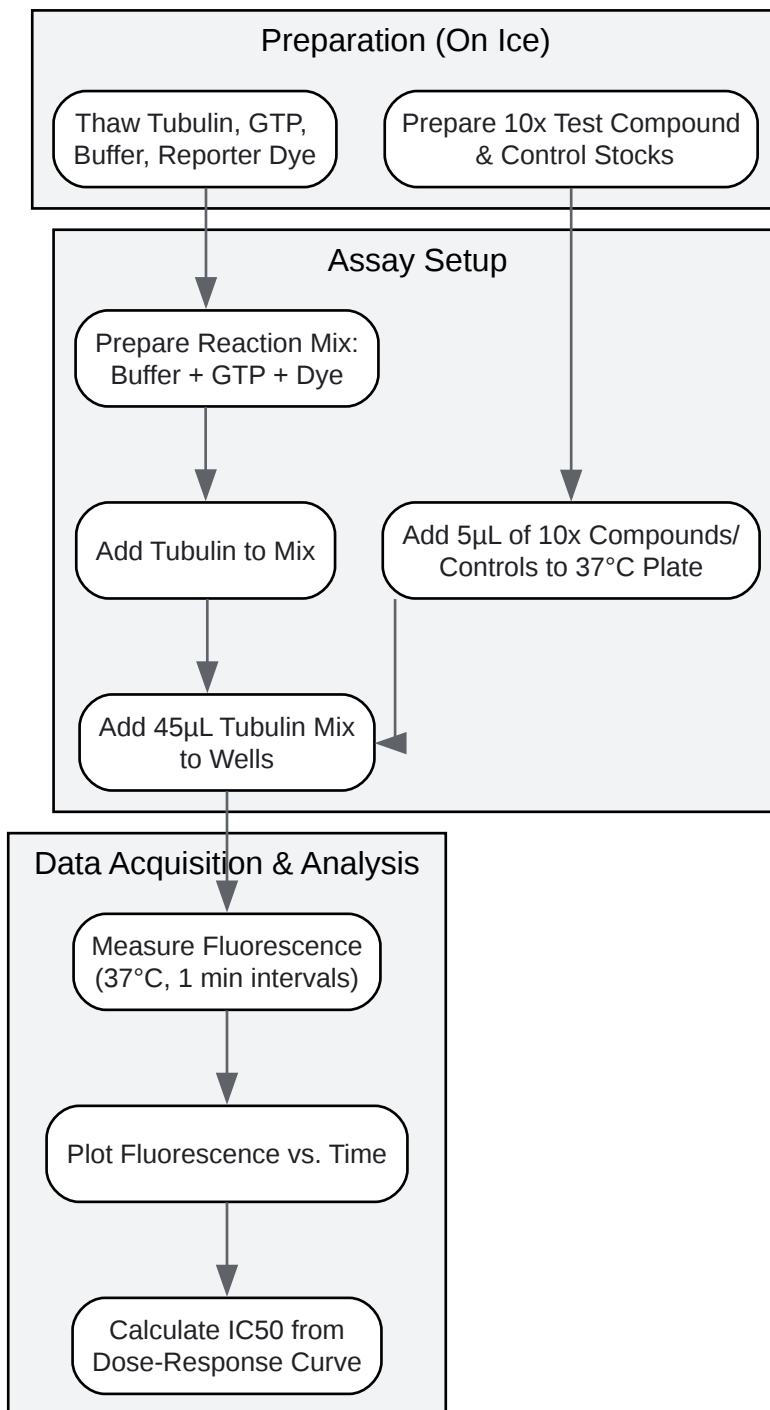 Preparation (On Ice)
Thaw Tubulin, GTP,
Buffer, Reporter Dye
Prepare 10x Test Compound
& Control Stocks
Assay Setup
Prepare Reaction Mix:
Buffer + GTP + Dye
Add Tubulin to Mix
Add 5µL of 10x Compounds/
Controls to 37°C Plate
Add 45µL Tubulin Mix
to Wells
Data Acquisition & Analysis
Measure Fluorescence
(37°C, 1 min intervals)
Plot Fluorescence vs. Time
Calculate IC50 from
Dose-Response Curve